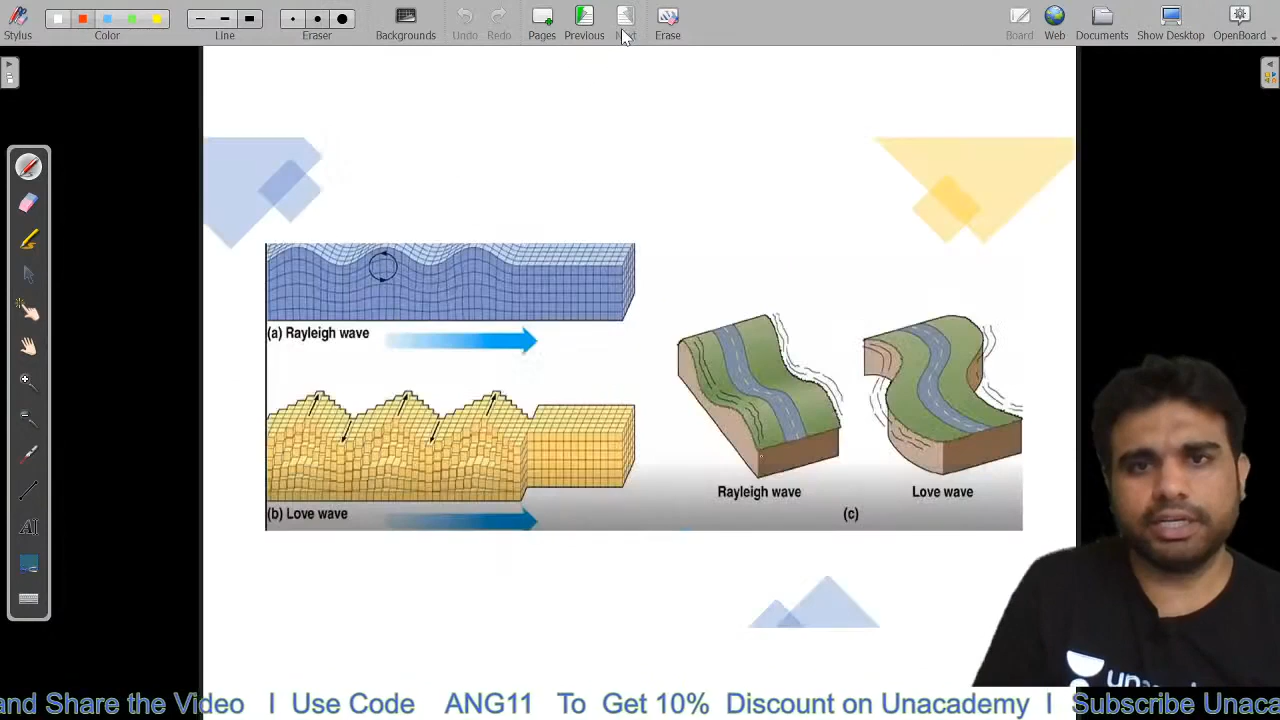 Stylus
Color
Line
Eraser
Backgrounds
Undo
Redo
Pages
Previous
Erase
Board
Web
Documents
Show Desktop
OpenBoard
(a) Rayleigh wave
(b) Love wave
Rayleigh wave
Love wave
(c)
and Share the Video I Use Code ANG11 To Get 10% Discount on Unacademy I Subscribe Unaca